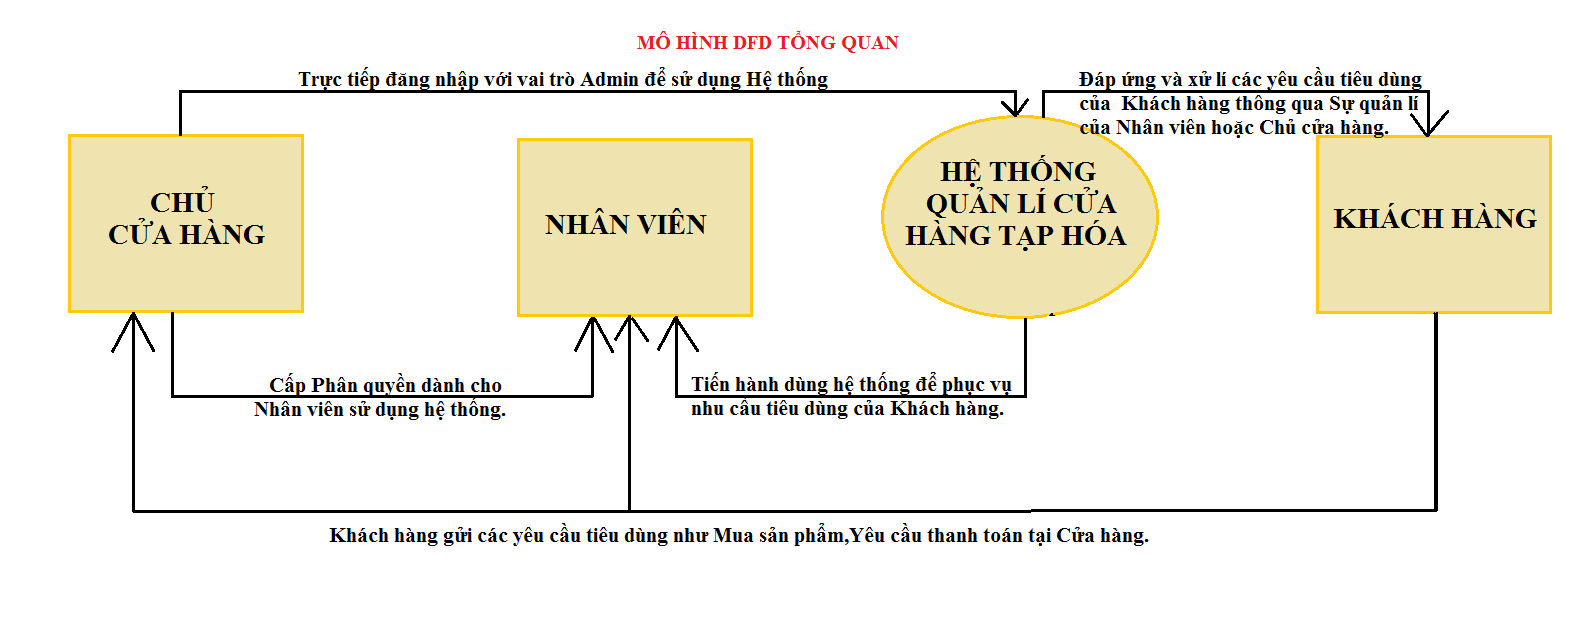 MÔ HÌNH DFD TỔNG QUAN
Trực tiếp đăng nhập với vai trò Admin để sử dụng Hệ thống
Đáp ứng và xử lí các yêu cầu tiêu dùng
của Khách hàng thông qua Sự quản lí
của Nhân viên hoặc Chủ cửa hàng.
CHỦ
CỬA HÀNG
NHÂN VIÊN
HỆ THỐNG
QUẢN LÍ CỬA
HÀNG TẠP HÓA
KHÁCH HÀNG
Cấp Phân quyền dành cho
Nhân viên sử dụng hệ thống.
Tiến hành dùng hệ thống để phục vụ
nhu cầu tiêu dùng của Khách hàng.
Khách hàng gửi các yêu cầu tiêu dùng như Mua sản phẩm,Yêu cầu thanh toán tại Cửa hàng.